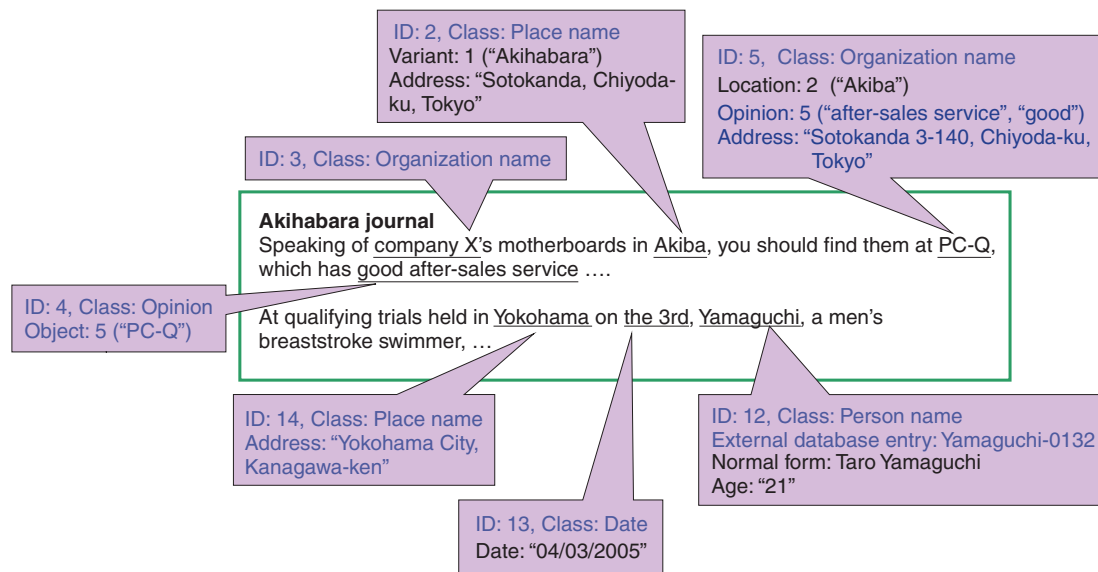 ID: 2, Class: Place name
Variant: 1 (“Akihabara”)
Address: “Sotokanda, Chiyoda-
ku, Tokyo”
ID: 5, Class: Organization name
Location: 2 (“Akiba”)
Opinion: 5 (“after-sales service”, “good”)
Address: “Sotokanda 3-140, Chiyoda-ku,
Tokyo”
ID: 3, Class: Organization name
Akihabara journal
Speaking of company X’s motherboards in Akiba, you should find them at PC-Q,
which has good after-sales service ….
ID: 4, Class: Opinion
Object: 5 (“PC-Q”)
At qualifying trials held in Yokohama on the 3rd, Yamaguchi, a men’s
breaststroke swimmer, …
ID: 14, Class: Place name
Address: “Yokohama City,
Kanagawa-ken”
ID: 12, Class: Person name
External database entry: Yamaguchi-0132
Normal form: Taro Yamaguchi
Age: “21”
ID: 13, Class: Date
Date: “04/03/2005”